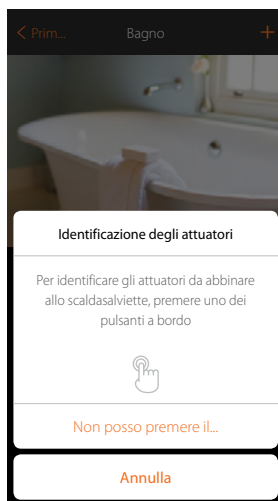 < Prim... Bagno +
Identificazione degli attuatori
Per identificare gli attuatori da abbinare
allo scaldasalviette, premere uno dei
pulsanti a bordo
Non posso premere il...
Annulla